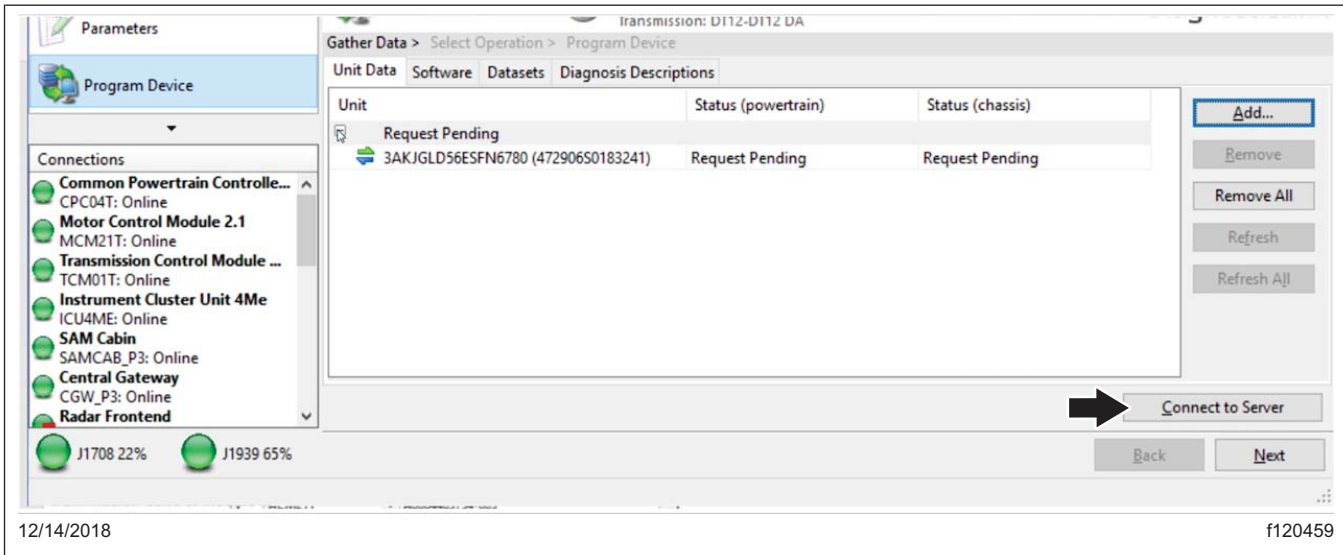 Parameters
Program Device
Connections
Common Powertrain Controlle...
CPC04T: Online
Motor Control Module 2.1
MCM21T: Online
Transmission Control Module ...
TCM01T: Online
Instrument Cluster Unit 4Me
ICU4ME: Online
SAM Cabin
SAMCAB_P3: Online
Central Gateway
CGW_P3: Online
Radar Frontend
J1708 22%
J1939 65%
Transmission: DT12-DT12 DA
Gather Data > Select Operation > Program Device
Unit Data Software Datasets Diagnosis Descriptions
Unit Status (powertrain) Status (chassis)
Request Pending
3AKJGLD56ESFN6780 (472906S0183241) Request Pending Request Pending
Add...
Remove
Remove All
Refresh
Refresh All
Connect to Server
Back Next
12/14/2018 f120459